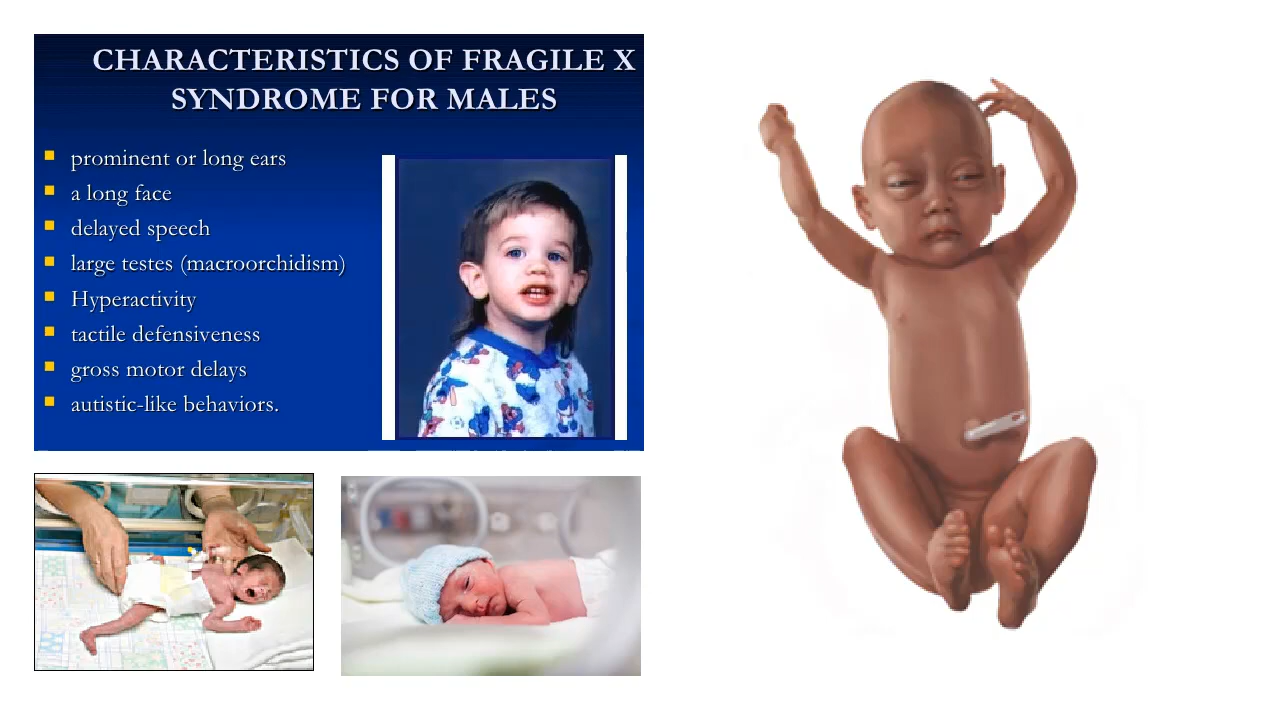 CHARACTERISTICS OF FRAGILE X
SYNDROME FOR MALES
prominent or long ears
a long face
delayed speech
large testes (macroorchidism)
Hyperactivity
tactile defensiveness
gross motor delays
autistic-like behaviors.